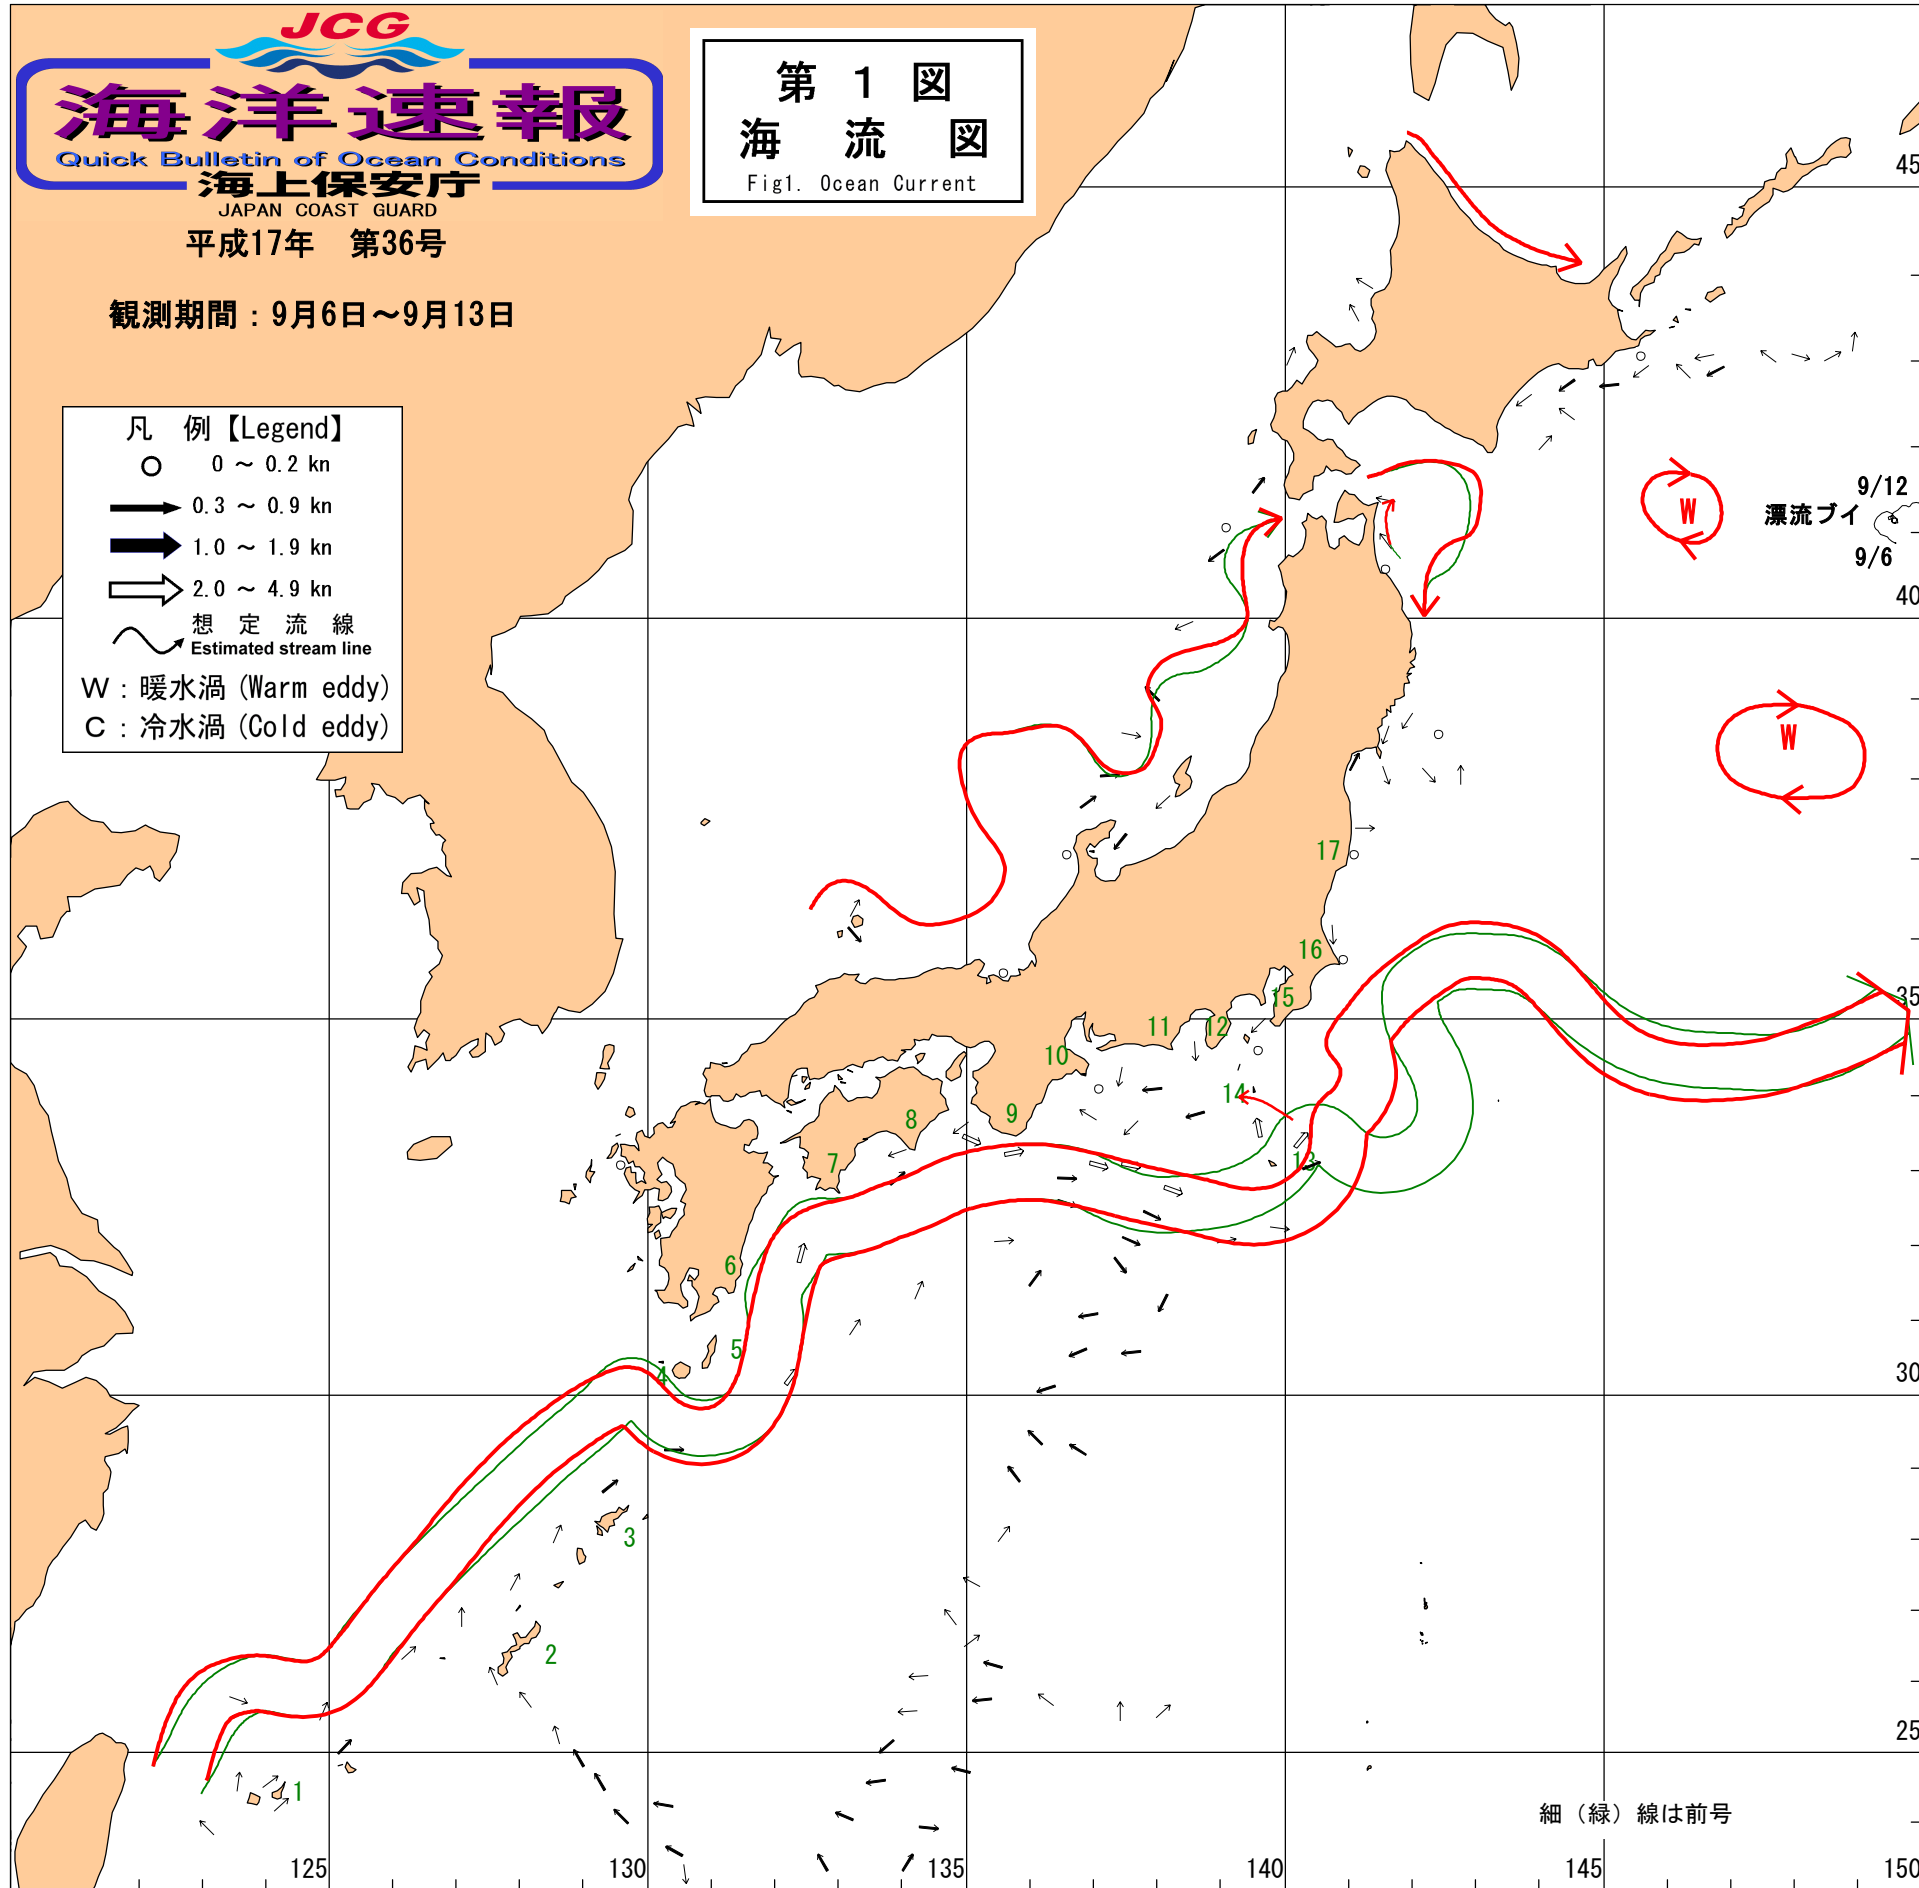 JCG
海洋速報
Quick Bulletin of Ocean Conditions
海上保安庁
JAPAN COAST GUARD
平成17年 第36号
観測期間：9月6日～9月13日
第 1 図
海 流 図
Fig1. Ocean Current
凡 例【Legend】
0 ～ 0.2 kn
0.3 ～ 0.9 kn
1.0 ～ 1.9 kn
2.0 ～ 4.9 kn
想 定 流 線
Estimated stream line
W：暖水渦(Warm eddy)
C：冷水渦(Cold eddy)
45
W
9/12
漂流ブイ
9/6
40
W
17
16
35
15
12
11
10
14
9
8
7
13
6
5
4
30
3
2
25
1
細（緑）線は前号
125
130
135
140
145
150